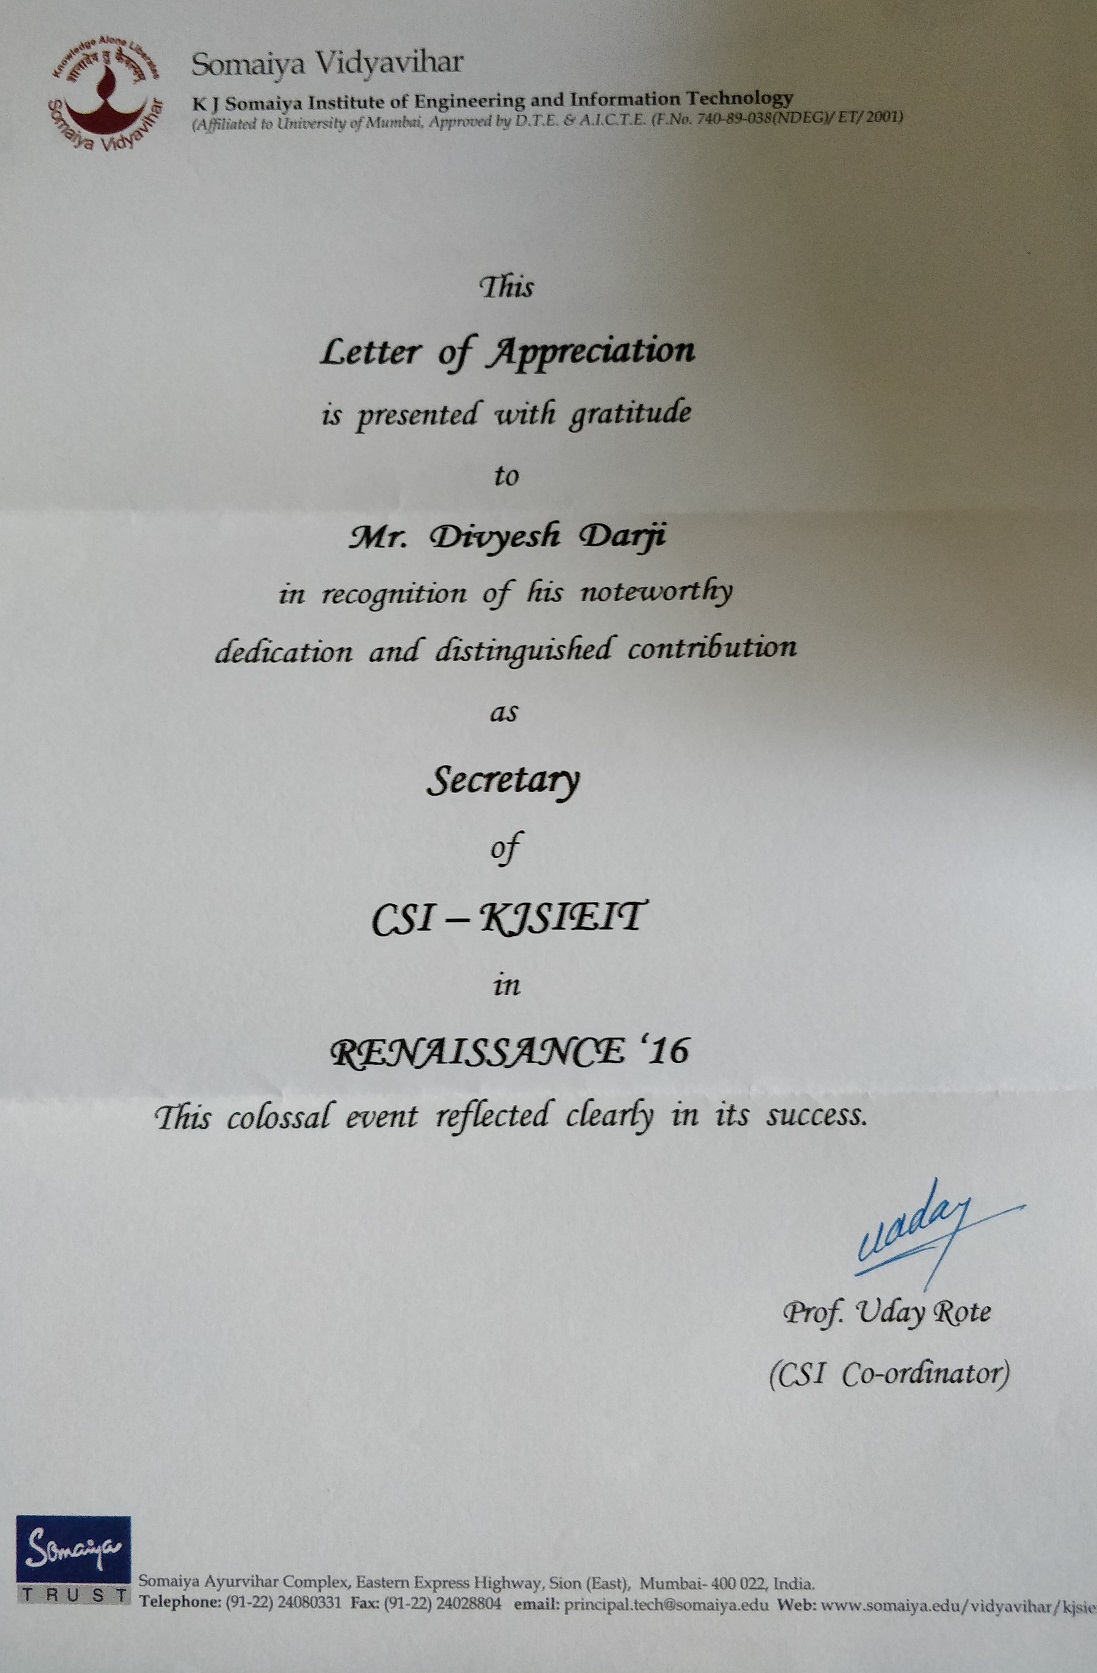 Knowledge Alone Liberates
ज्ञानादेव तु कैवल्यम्
Somaiya Vidyavihar
Somaiya Vidyavihar
K J Somaiya Institute of Engineering and Information Technology
(Affiliated to University of Mumbai, Approved by D.T.E. & A.I.C.T.E. (F.No. 740-89-038(NDEG)/ ET/ 2001)
This
Letter of Appreciation
is presented with gratitude
to
Mr. Divyesh Darji
in recognition of his noteworthy
dedication and distinguished contribution
as
Secretary
of
CSI – KJSIEIT
in
RENAISSANCE ‘16
This colossal event reflected clearly in its success.
uaday
Prof. Uday Rote
(CSI Co-ordinator)
Somaiya
TRUST
Somaiya Ayurvihar Complex, Eastern Express Highway, Sion (East), Mumbai- 400 022, India.
Telephone: (91-22) 24080331 Fax: (91-22) 24028804 email: principal.tech@somaiya.edu Web: www.somaiya.edu/vidyavihar/kjsie